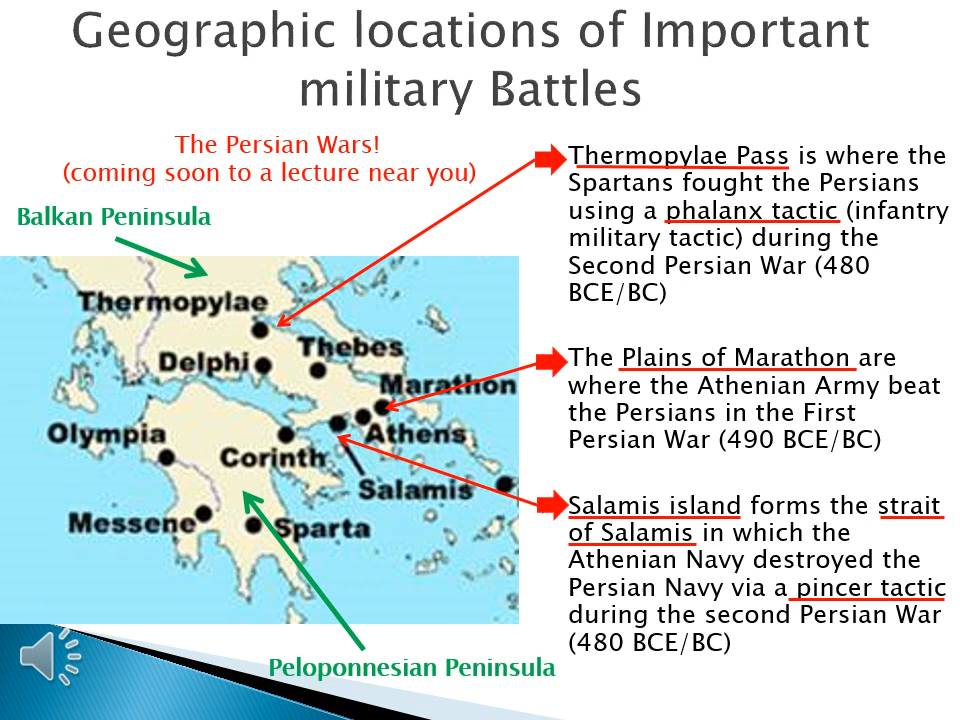 Geographic locations of Important
military Battles
The Persian Wars!
(coming soon to a lecture near you)
Balkan Peninsula
Thermopylae
Delphi
Thebes
Marathon
Olympia
Corinth
Athens
Salamis
Messene
Sparta
Peloponnesian Peninsula
Thermopylae Pass is where the
Spartans fought the Persians
using a phalanx tactic (infantry
military tactic) during the
Second Persian War (480
BCE/BC)
The Plains of Marathon are
where the Athenian Army beat
the Persians in the First
Persian War (490 BCE/BC)
Salamis island forms the strait
of Salamis in which the
Athenian Navy destroyed the
Persian Navy via a pincer tactic
during the second Persian War
(480 BCE/BC)